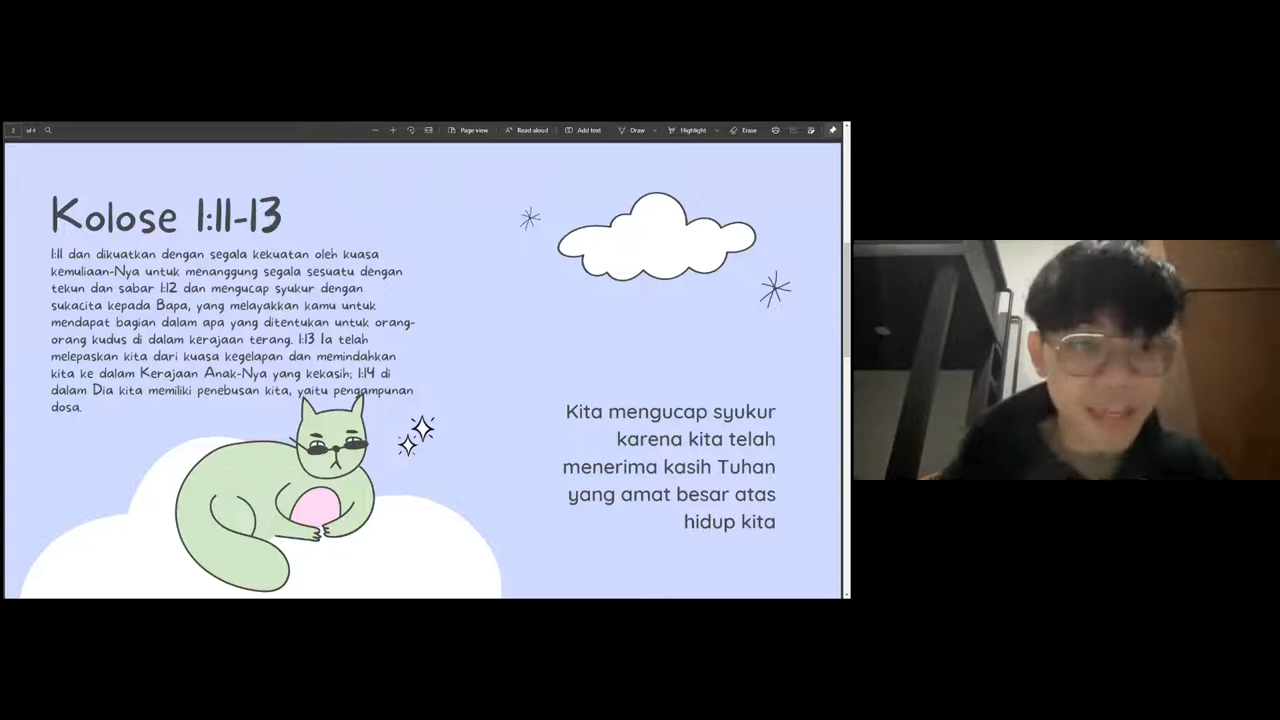 2 of 4 Page view Read aloud Add text Draw Highlight Erase
Kolose 1:11-13
1:11 dan dikuatkan dengan segala kekuatan oleh kuasa
kemuliaan-Nya untuk menanggung segala sesuatu dengan
tekun dan sabar 1:12 dan mengucap syukur dengan
sukacita kepada Bapa, yang melayakkan kamu untuk
mendapat bagian dalam apa yang ditentukan untuk orang-
orang kudus di dalam kerajaan terang. 1:13 Ia telah
melepaskan kita dari kuasa kegelapan dan memindahkan
kita ke dalam Kerajaan Anak-Nya yang kekasih; 1:14 di
dalam Dia kita memiliki penebusan kita, yaitu pengampunan
dosa.
Kita mengucap syukur
karena kita telah
menerima kasih Tuhan
yang amat besar atas
hidup kita